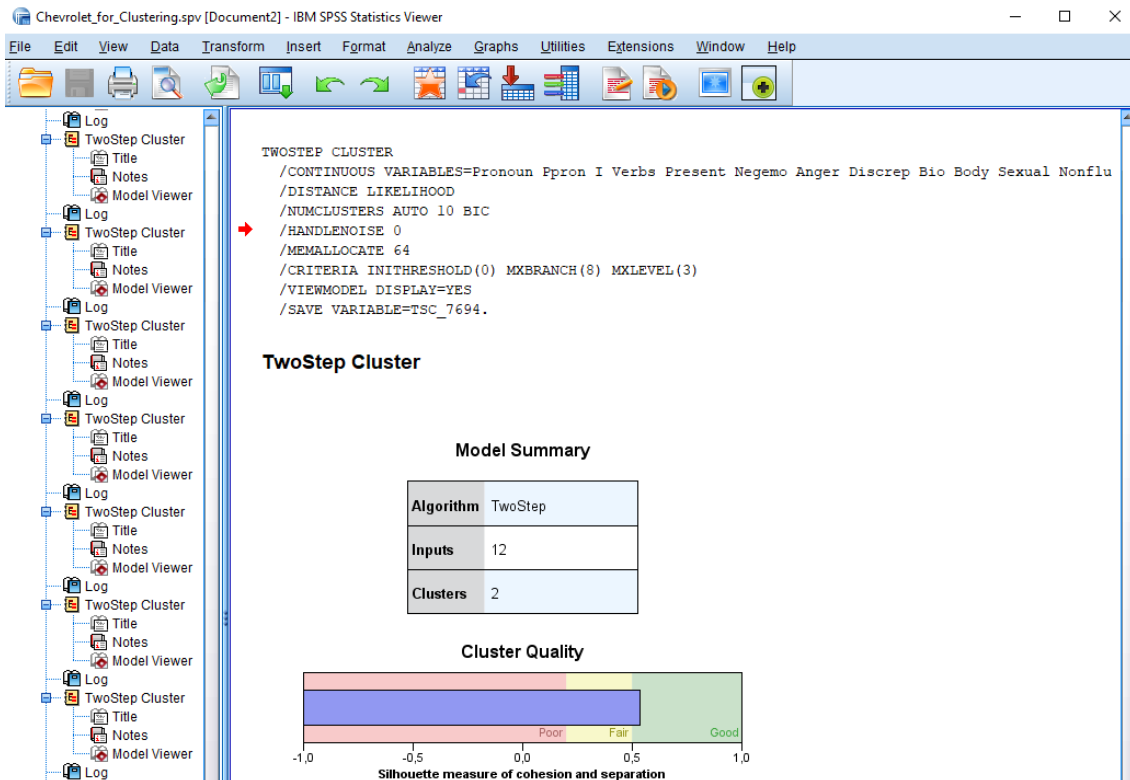 Chevrolet_for_Clustering.spv [Document2] - IBM SPSS Statistics Viewer
File Edit View Data Transform Insert Format Analyze Graphs Utilities Extensions Window Help
Log
TwoStep Cluster
Title
Notes
Model Viewer
Log
TwoStep Cluster
Title
Notes
Model Viewer
Log
TwoStep Cluster
Title
Notes
Model Viewer
Log
TwoStep Cluster
Title
Notes
Model Viewer
Log
TwoStep Cluster
Title
Notes
Model Viewer
Log
TwoStep Cluster
Title
Notes
Model Viewer
Log
TwoStep Cluster
Title
Notes
Model Viewer
Log
TWOSTEP CLUSTER
/CONTINUOUS VARIABLES=Pronoun Ppron I Verbs Present Negemo Anger Discrep Bio Body Sexual Nonflu
/DISTANCE LIKELIHOOD
/NUMCLUSTERS AUTO 10 BIC
/HANDLENOISE 0
/MEMALLOCATE 64
/CRITERIA INITHRESHOLD(0) MXBRANCH(8) MXLEVEL(3)
/VIEWMODEL DISPLAY=YES
/SAVE VARIABLE=TSC_7694.
TwoStep Cluster
Model Summary
Algorithm TwoStep
Inputs 12
Clusters 2
Cluster Quality
Poor Fair Good
-1,0 -0,5 0,0 0,5 1,0
Silhouette measure of cohesion and separation